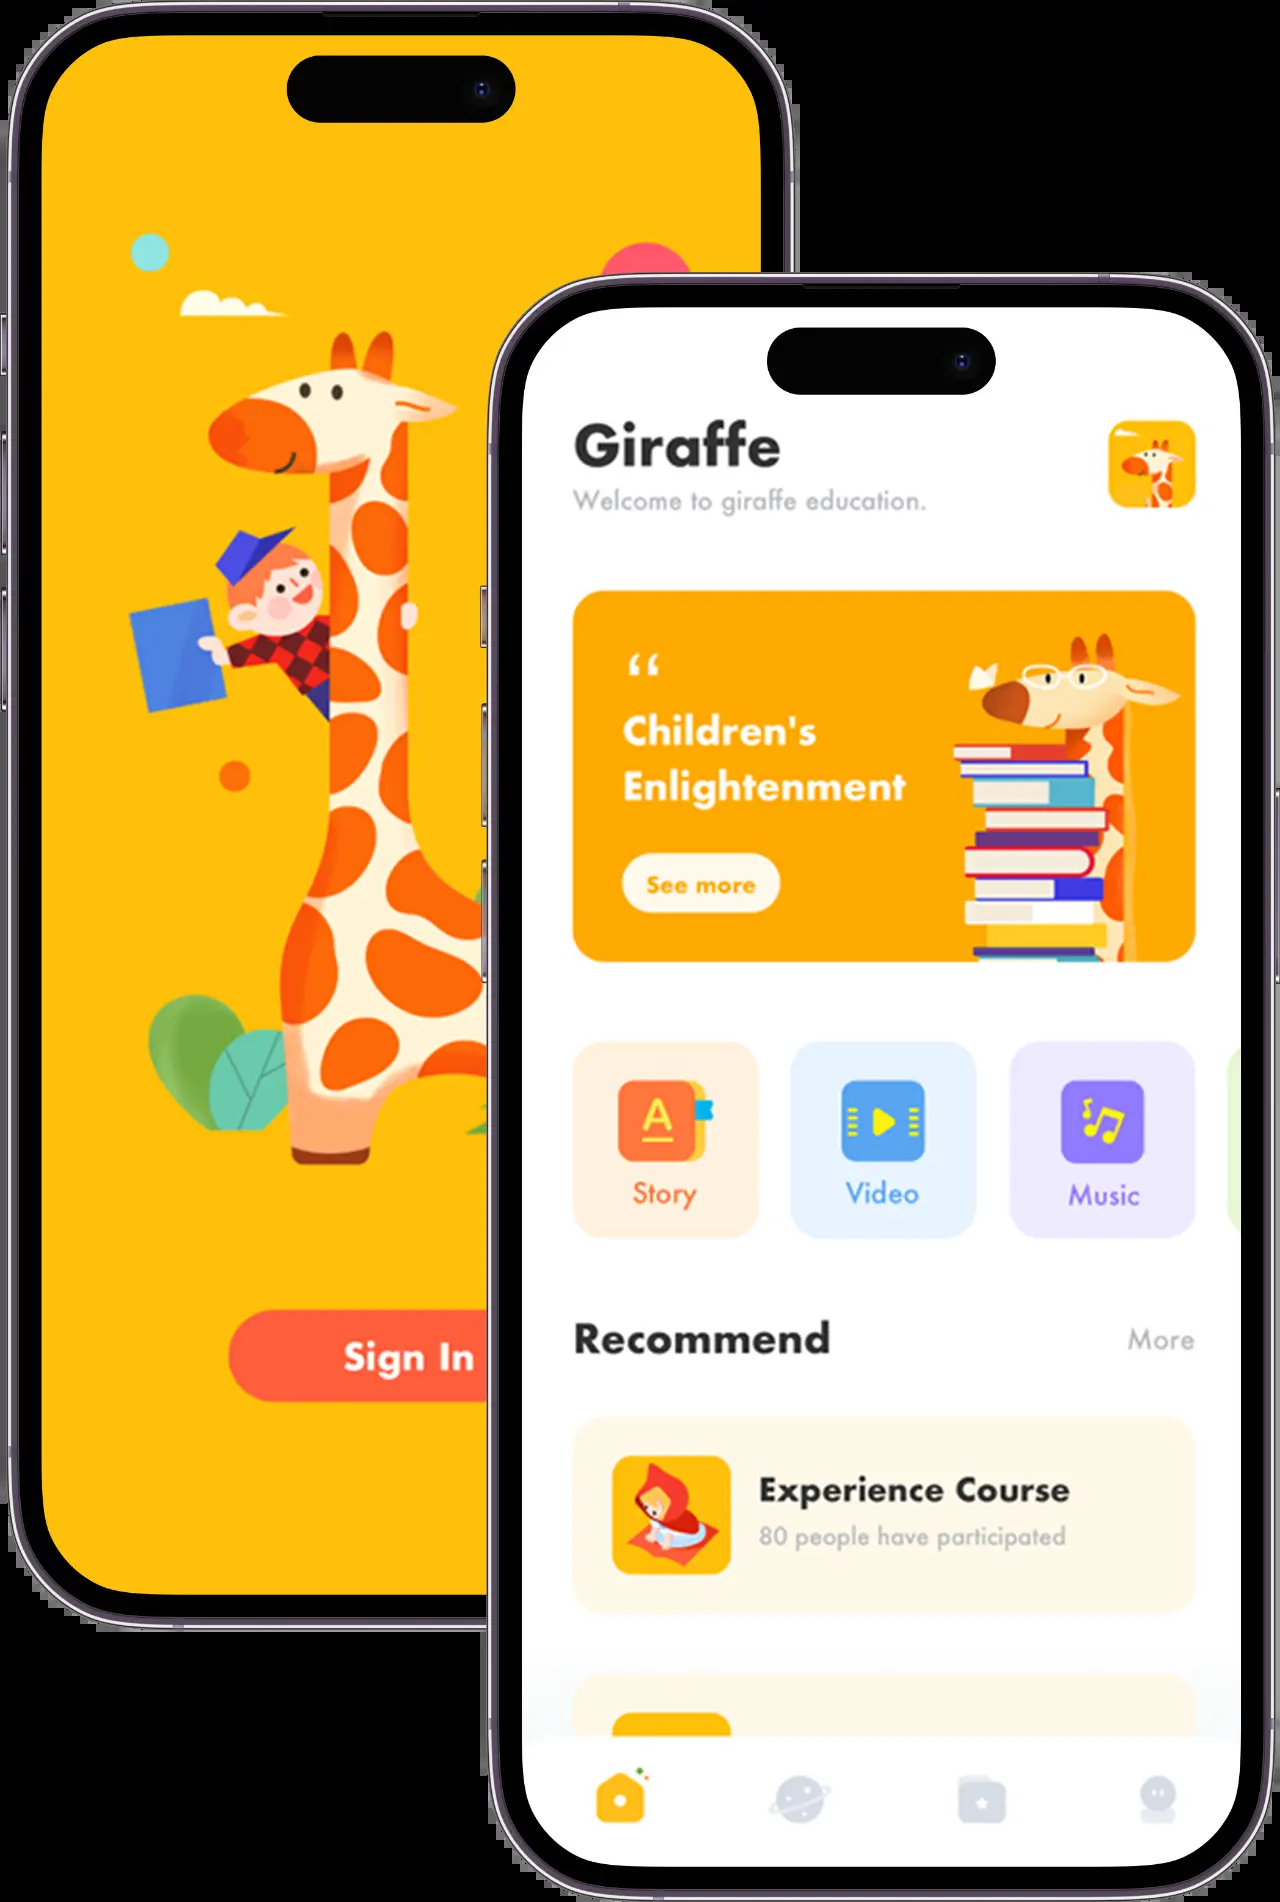 Sign In
Giraffe
Welcome to giraffe education.
“
Children's
Enlightenment
See more
A
Story
Video
Music
Recommend
More
Experience Course
80 people have participated